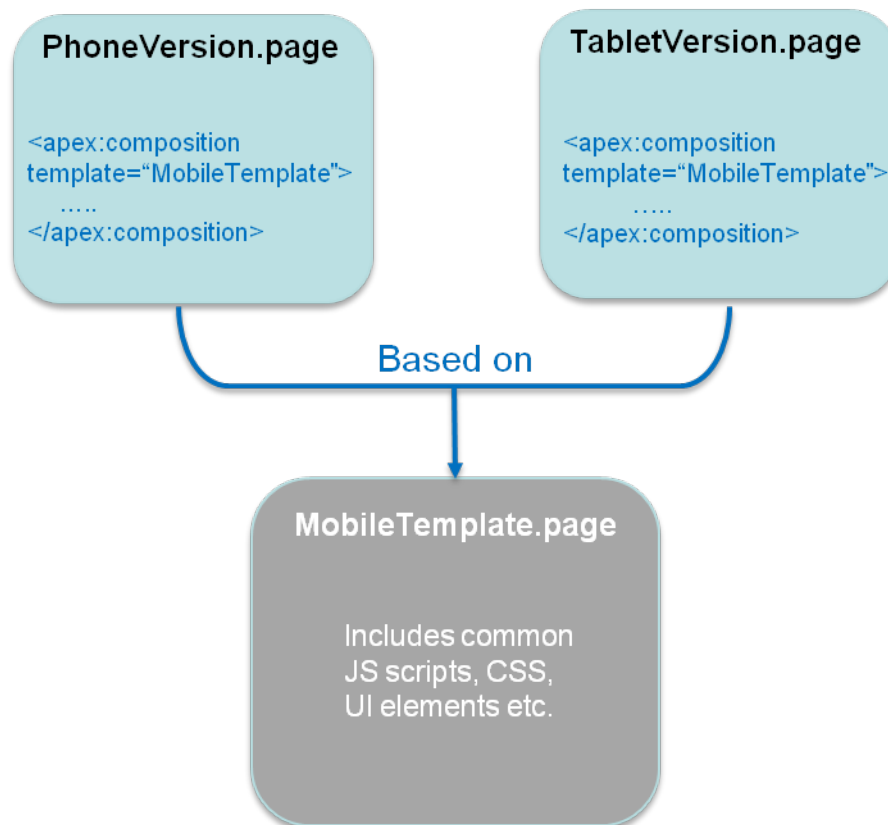 PhoneVersion.page
<apex:composition
template=“MobileTemplate">
.....
</apex:composition>
TabletVersion.page
<apex:composition
template=“MobileTemplate">
.....
</apex:composition>
Based on
MobileTemplate.page
Includes common
JS scripts, CSS,
UI elements etc.